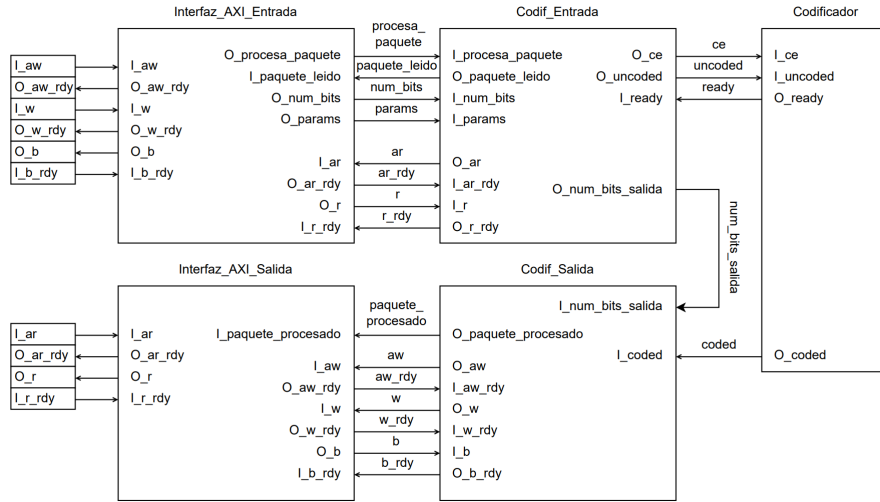 Interfaz_AXI_Entrada
Codif_Entrada
Codificador
I_aw
O_aw_rdy
I_w
O_w_rdy
O_b
I_b_rdy
I_aw
O_aw_rdy
I_w
O_w_rdy
O_b
I_b_rdy
O_procesa_paquete
I_paquete_leido
O_num_bits
O_params
I_ar
O_ar_rdy
O_r
I_r_rdy
procesa_
paquete
paquete_leido
num_bits
params
ar
ar_rdy
r
r_rdy
I_procesa_paquete
O_paquete_leido
I_num_bits
I_params
O_ar
I_ar_rdy
I_r
O_r_rdy
O_ce
O_uncoded
I_ready
O_num_bits_salida
ce
uncoded
ready
I_ce
I_uncoded
O_ready
num_bits_salida
Interfaz_AXI_Salida
Codif_Salida
I_ar
O_ar_rdy
O_r
I_r_rdy
I_ar
O_ar_rdy
O_r
I_r_rdy
I_paquete_procesado
I_aw
O_aw_rdy
I_w
O_w_rdy
O_b
I_b_rdy
paquete_
procesado
aw
aw_rdy
w
w_rdy
b
b_rdy
I_num_bits_salida
O_paquete_procesado
I_coded
O_aw
I_aw_rdy
O_w
I_w_rdy
I_b
O_b_rdy
coded
O_coded